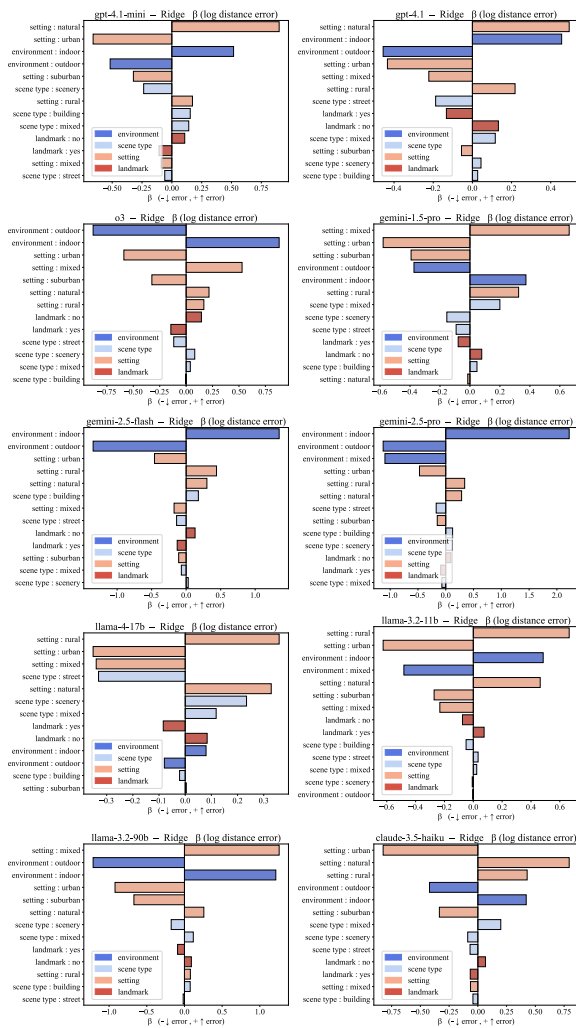 gpt-4.1-mini – Ridge β (log distance error)
setting : natural
setting : urban
environment : indoor
environment : outdoor
setting : suburban
scene type : scenery
setting : rural
scene type : building
scene type : mixed
landmark : no
landmark : yes
setting : mixed
scene type : street
environment
scene type
setting
landmark
−0.50 −0.25 0.00 0.25 0.50 0.75
β (−↓ error , +↑ error)
gpt-4.1 – Ridge β (log distance error)
setting : natural
environment : indoor
environment : outdoor
setting : urban
setting : mixed
setting : rural
scene type : street
landmark : yes
landmark : no
scene type : mixed
setting : suburban
scene type : scenery
scene type : building
environment
scene type
setting
landmark
−0.4 −0.2 0.0 0.2 0.4
β (−↓ error , +↑ error)
o3 – Ridge β (log distance error)
environment : outdoor
environment : indoor
setting : urban
setting : mixed
setting : suburban
setting : natural
setting : rural
landmark : no
landmark : yes
scene type : street
scene type : scenery
scene type : mixed
scene type : building
environment
scene type
setting
landmark
−0.75 −0.50 −0.25 0.00 0.25 0.50 0.75
β (−↓ error , +↑ error)
gemini-1.5-pro – Ridge β (log distance error)
setting : mixed
setting : urban
setting : suburban
environment : outdoor
environment : indoor
setting : rural
scene type : mixed
scene type : scenery
scene type : street
landmark : yes
landmark : no
scene type : building
setting : natural
environment
scene type
setting
landmark
−0.6 −0.4 −0.2 0.0 0.2 0.4 0.6
β (−↓ error , +↑ error)
gemini-2.5-flash – Ridge β (log distance error)
environment : indoor
environment : outdoor
setting : urban
setting : rural
setting : natural
scene type : building
setting : mixed
scene type : street
landmark : no
landmark : yes
setting : suburban
scene type : mixed
scene type : scenery
environment
scene type
setting
landmark
−1.0 −0.5 0.0 0.5 1.0
β (−↓ error , +↑ error)
gemini-2.5-pro – Ridge β (log distance error)
environment : indoor
environment : outdoor
environment : mixed
setting : urban
setting : rural
setting : natural
scene type : street
setting : suburban
scene type : building
scene type : scenery
landmark : no
landmark : yes
scene type : mixed
environment
scene type
setting
landmark
−1.0 −0.5 0.0 0.5 1.0 1.5 2.0
β (−↓ error , +↑ error)
llama-4-17b – Ridge β (log distance error)
setting : rural
setting : urban
setting : mixed
scene type : street
setting : natural
scene type : scenery
scene type : mixed
landmark : yes
landmark : no
environment : indoor
environment : outdoor
scene type : building
setting : suburban
environment
scene type
setting
landmark
−0.3 −0.2 −0.1 0.0 0.1 0.2 0.3
β (−↓ error , +↑ error)
llama-3.2-11b – Ridge β (log distance error)
setting : rural
setting : urban
environment : indoor
environment : mixed
setting : natural
setting : suburban
setting : mixed
landmark : no
landmark : yes
scene type : building
scene type : street
scene type : mixed
scene type : scenery
environment : outdoor
environment
scene type
setting
landmark
−0.6 −0.4 −0.2 0.0 0.2 0.4 0.6
β (−↓ error , +↑ error)
llama-3.2-90b – Ridge β (log distance error)
setting : mixed
environment : outdoor
environment : indoor
setting : urban
setting : suburban
setting : natural
scene type : scenery
scene type : mixed
landmark : yes
landmark : no
setting : rural
scene type : building
scene type : street
environment
scene type
setting
landmark
−1.0 −0.5 0.0 0.5 1.0
β (−↓ error , +↑ error)
claude-3.5-haiku – Ridge β (log distance error)
setting : urban
setting : natural
setting : rural
environment : outdoor
environment : indoor
setting : suburban
scene type : mixed
scene type : scenery
scene type : street
landmark : no
landmark : yes
setting : mixed
scene type : building
environment
scene type
setting
landmark
−0.75 −0.50 −0.25 0.00 0.25 0.50 0.75
β (−↓ error , +↑ error)